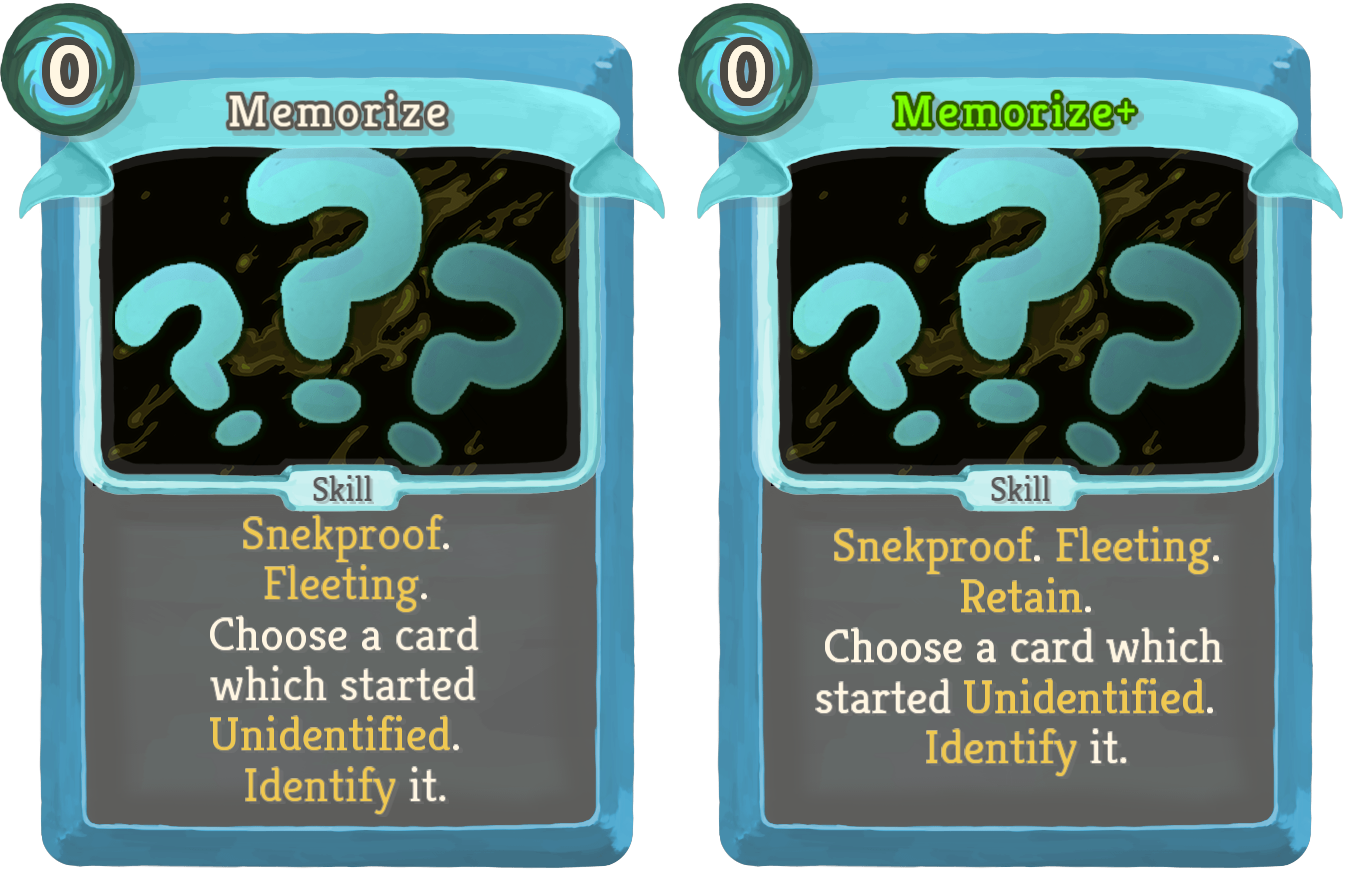 0
Memorize
Skill
Snekproof.
Fleeting.
Choose a card
which started
Unidentified.
Identify it.
0
Memorize+
Skill
Snekproof. Fleeting.
Retain.
Choose a card which
started Unidentified.
Identify it.